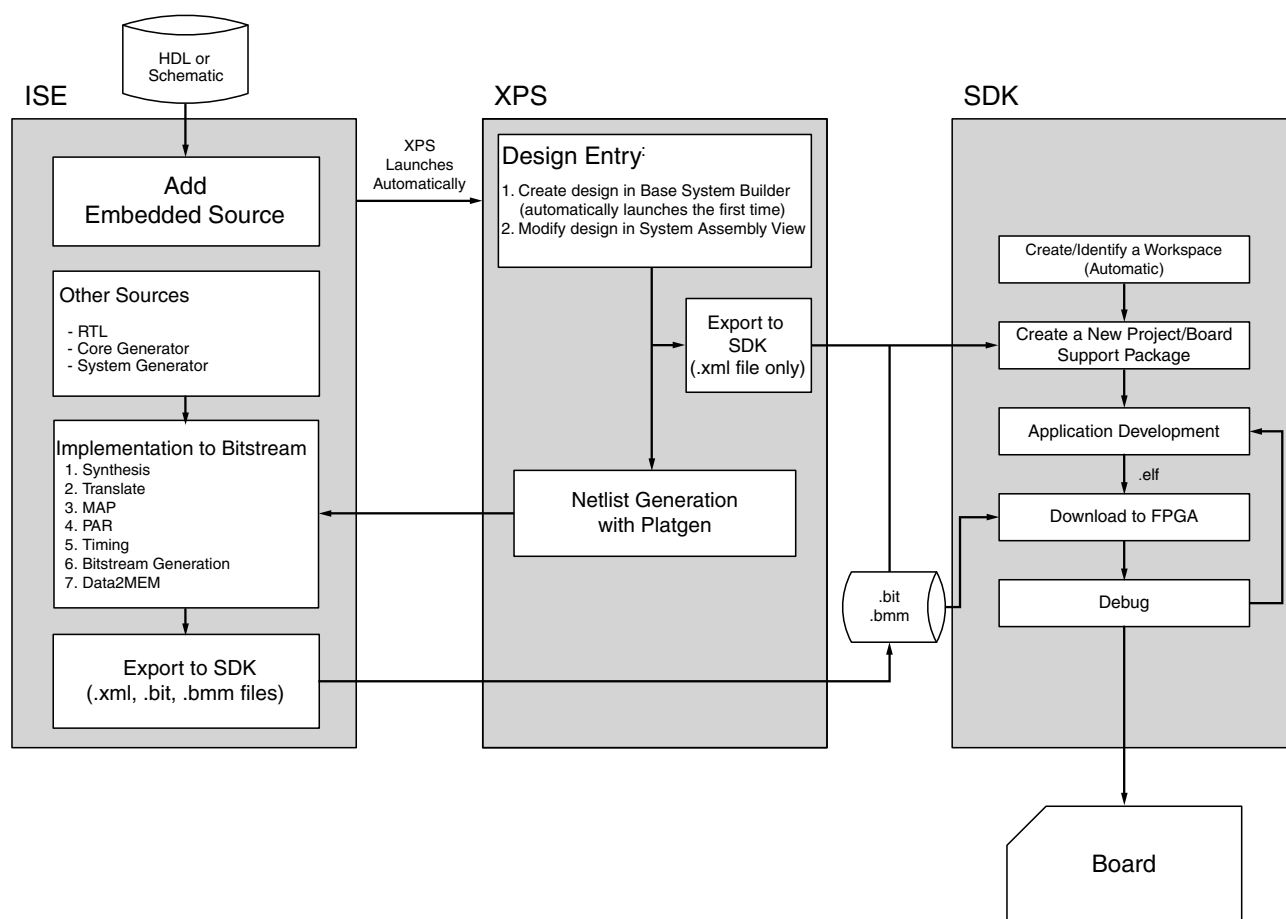 HDL or
Schematic
ISE
Add
Embedded Source
Other Sources
- RTL
- Core Generator
- System Generator
Implementation to Bitstream
1. Synthesis
2. Translate
3. MAP
4. PAR
5. Timing
6. Bitstream Generation
7. Data2MEM
Export to SDK
(.xml, .bit, .bmm files)
XPS
Launches
Automatically
XPS
Design Entry:
1. Create design in Base System Builder
(automatically launches the first time)
2. Modify design in System Assembly View
Export to
SDK
(.xml file only)
Netlist Generation
with Platgen
.bit
.bmm
SDK
Create/Identify a Workspace
(Automatic)
Create a New Project/Board
Support Package
Application Development
.elf
Download to FPGA
Debug
Board